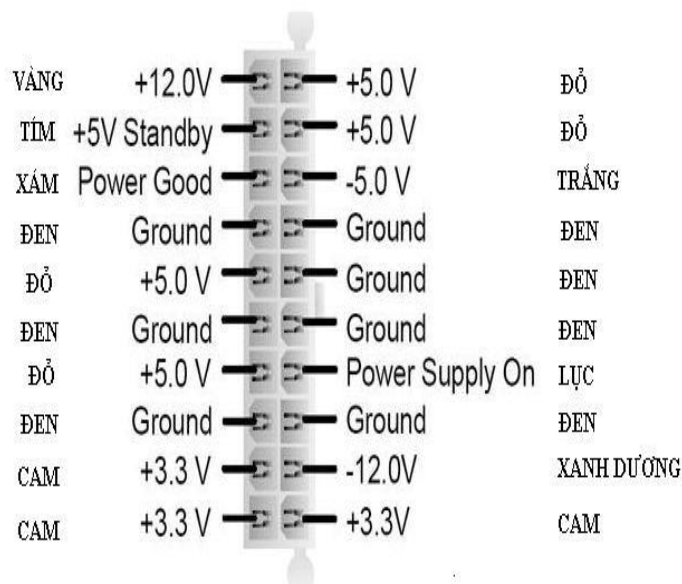 VÀNG +12.0V +5.0 V ĐỎ
TÍM +5V Standby +5.0 V ĐỎ
XÁM Power Good -5.0 V TRẮNG
ĐEN Ground Ground ĐEN
ĐỎ +5.0 V Ground ĐEN
ĐEN Ground Ground ĐEN
ĐỎ +5.0 V Power Supply On LỤC
ĐEN Ground Ground ĐEN
CAM +3.3 V -12.0V XANH DƯƠNG
CAM +3.3 V +3.3V CAM